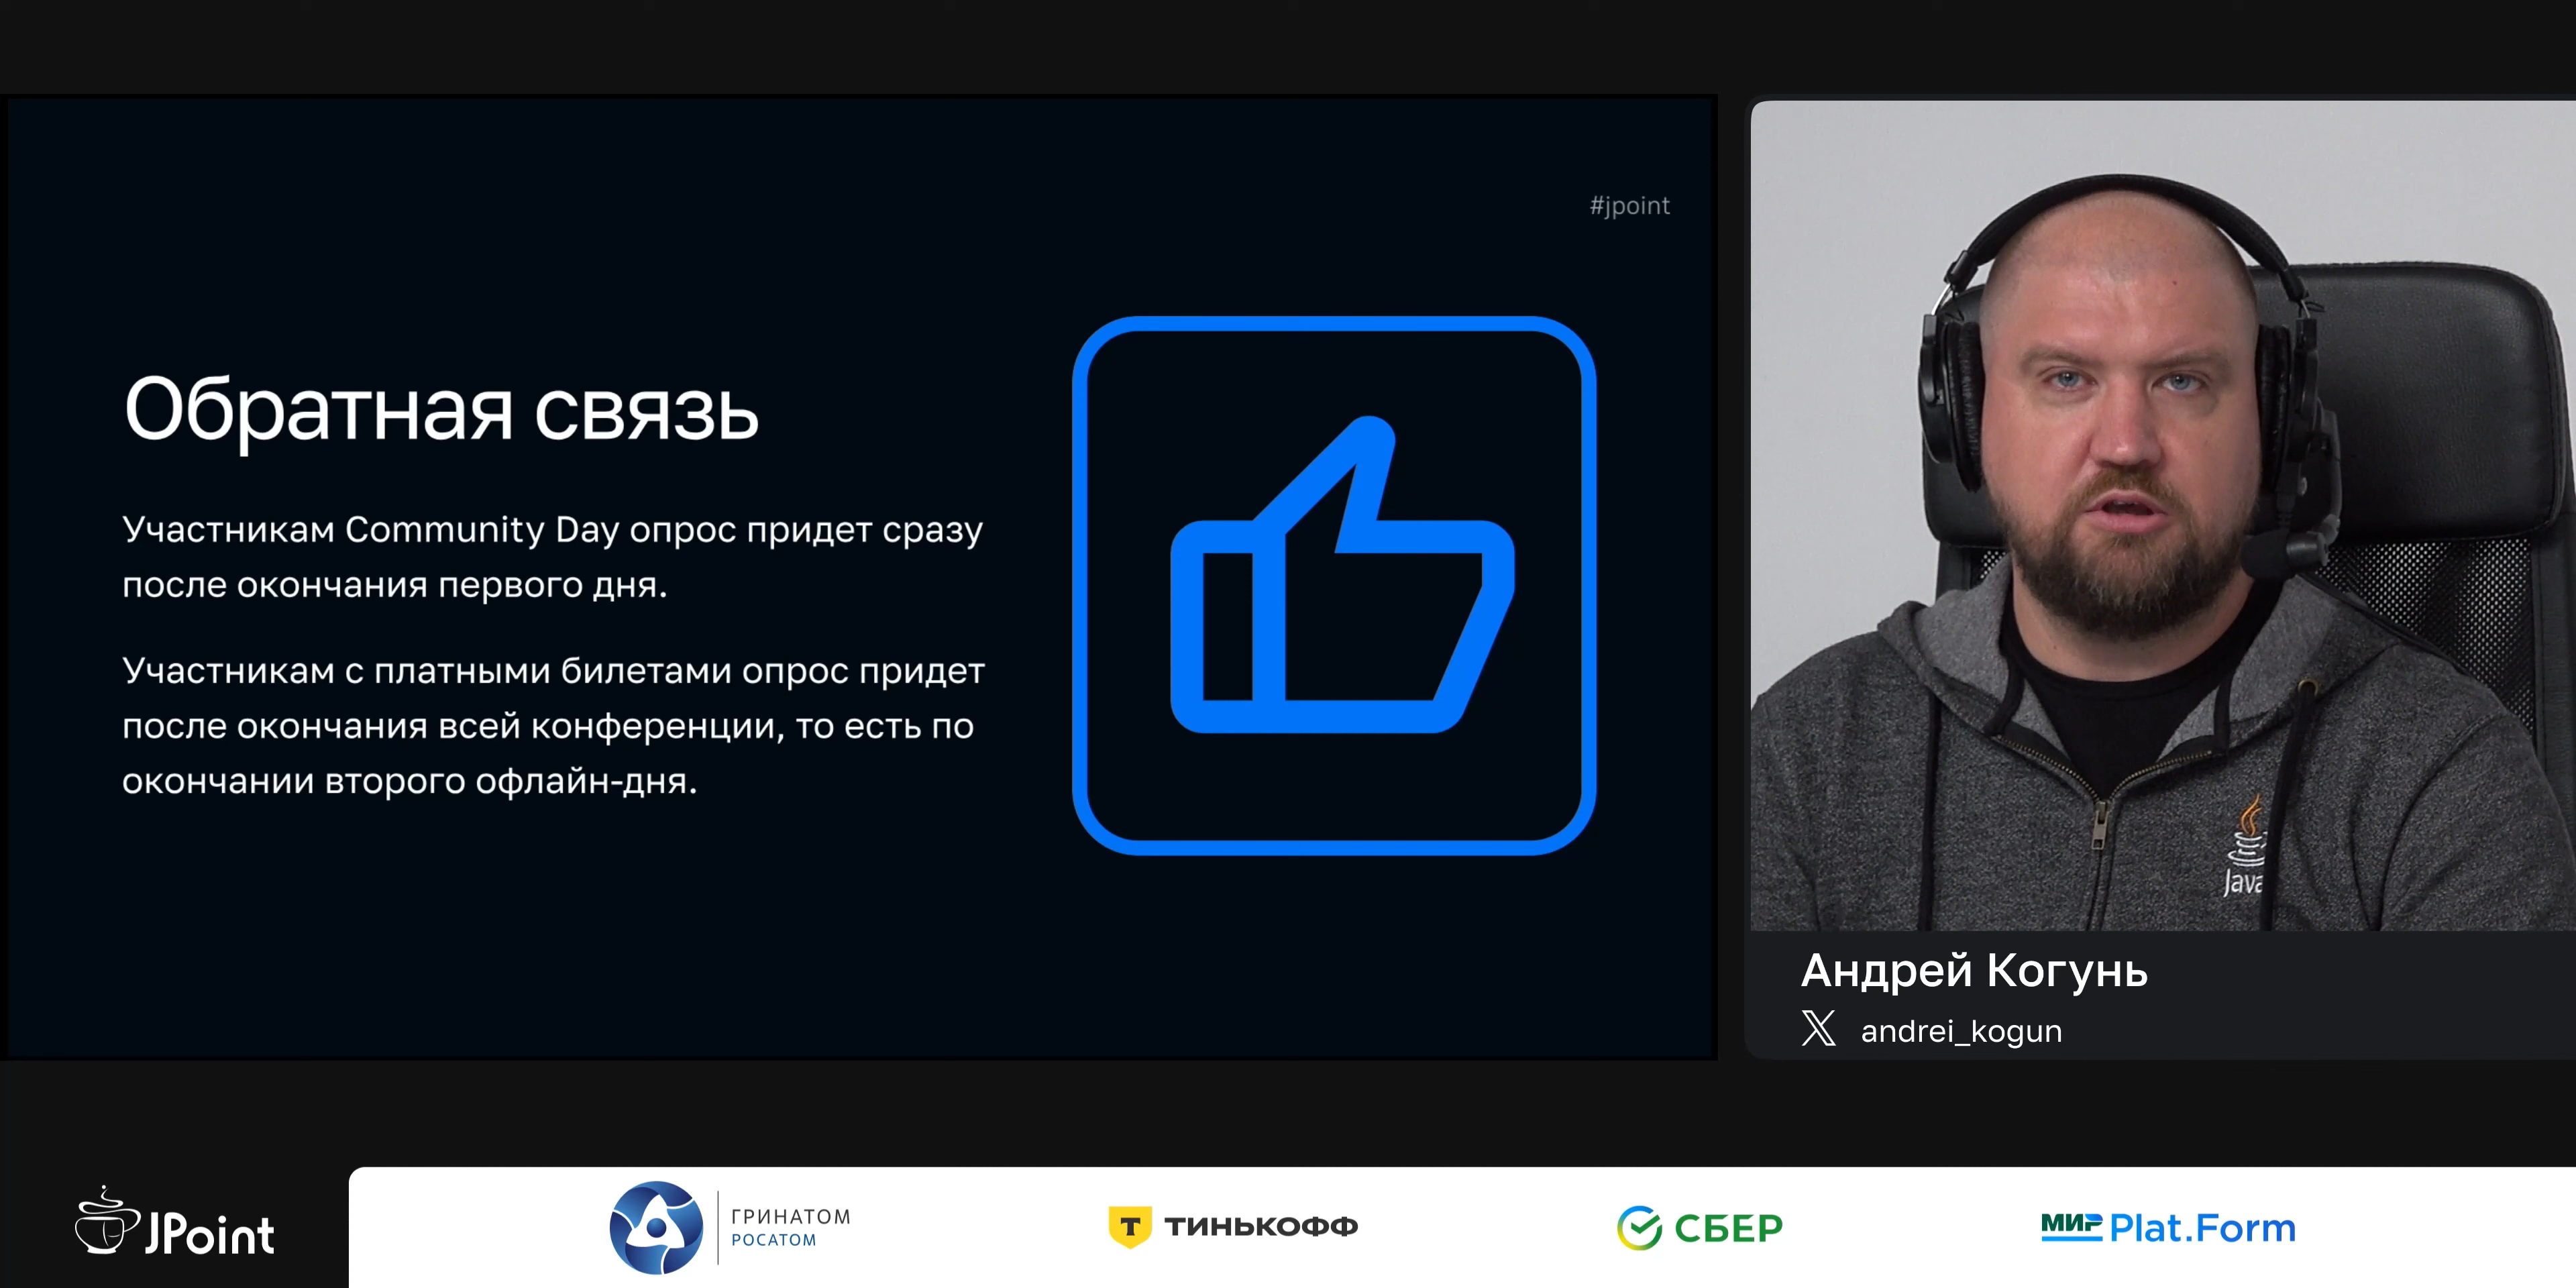 #jpoint
Обратная связь
Участникам Community Day опрос придет сразу
после окончания первого дня.
Участникам с платными билетами опрос придет
после окончания всей конференции, то есть по
окончании второго офлайн-дня.
Java
Андрей Когунь
X andrei_kogun
JPoint
ГРИНАТОМ
РОСАТОМ
Т ТИНЬКОФФ
СБЕР
МИР Plat.Form